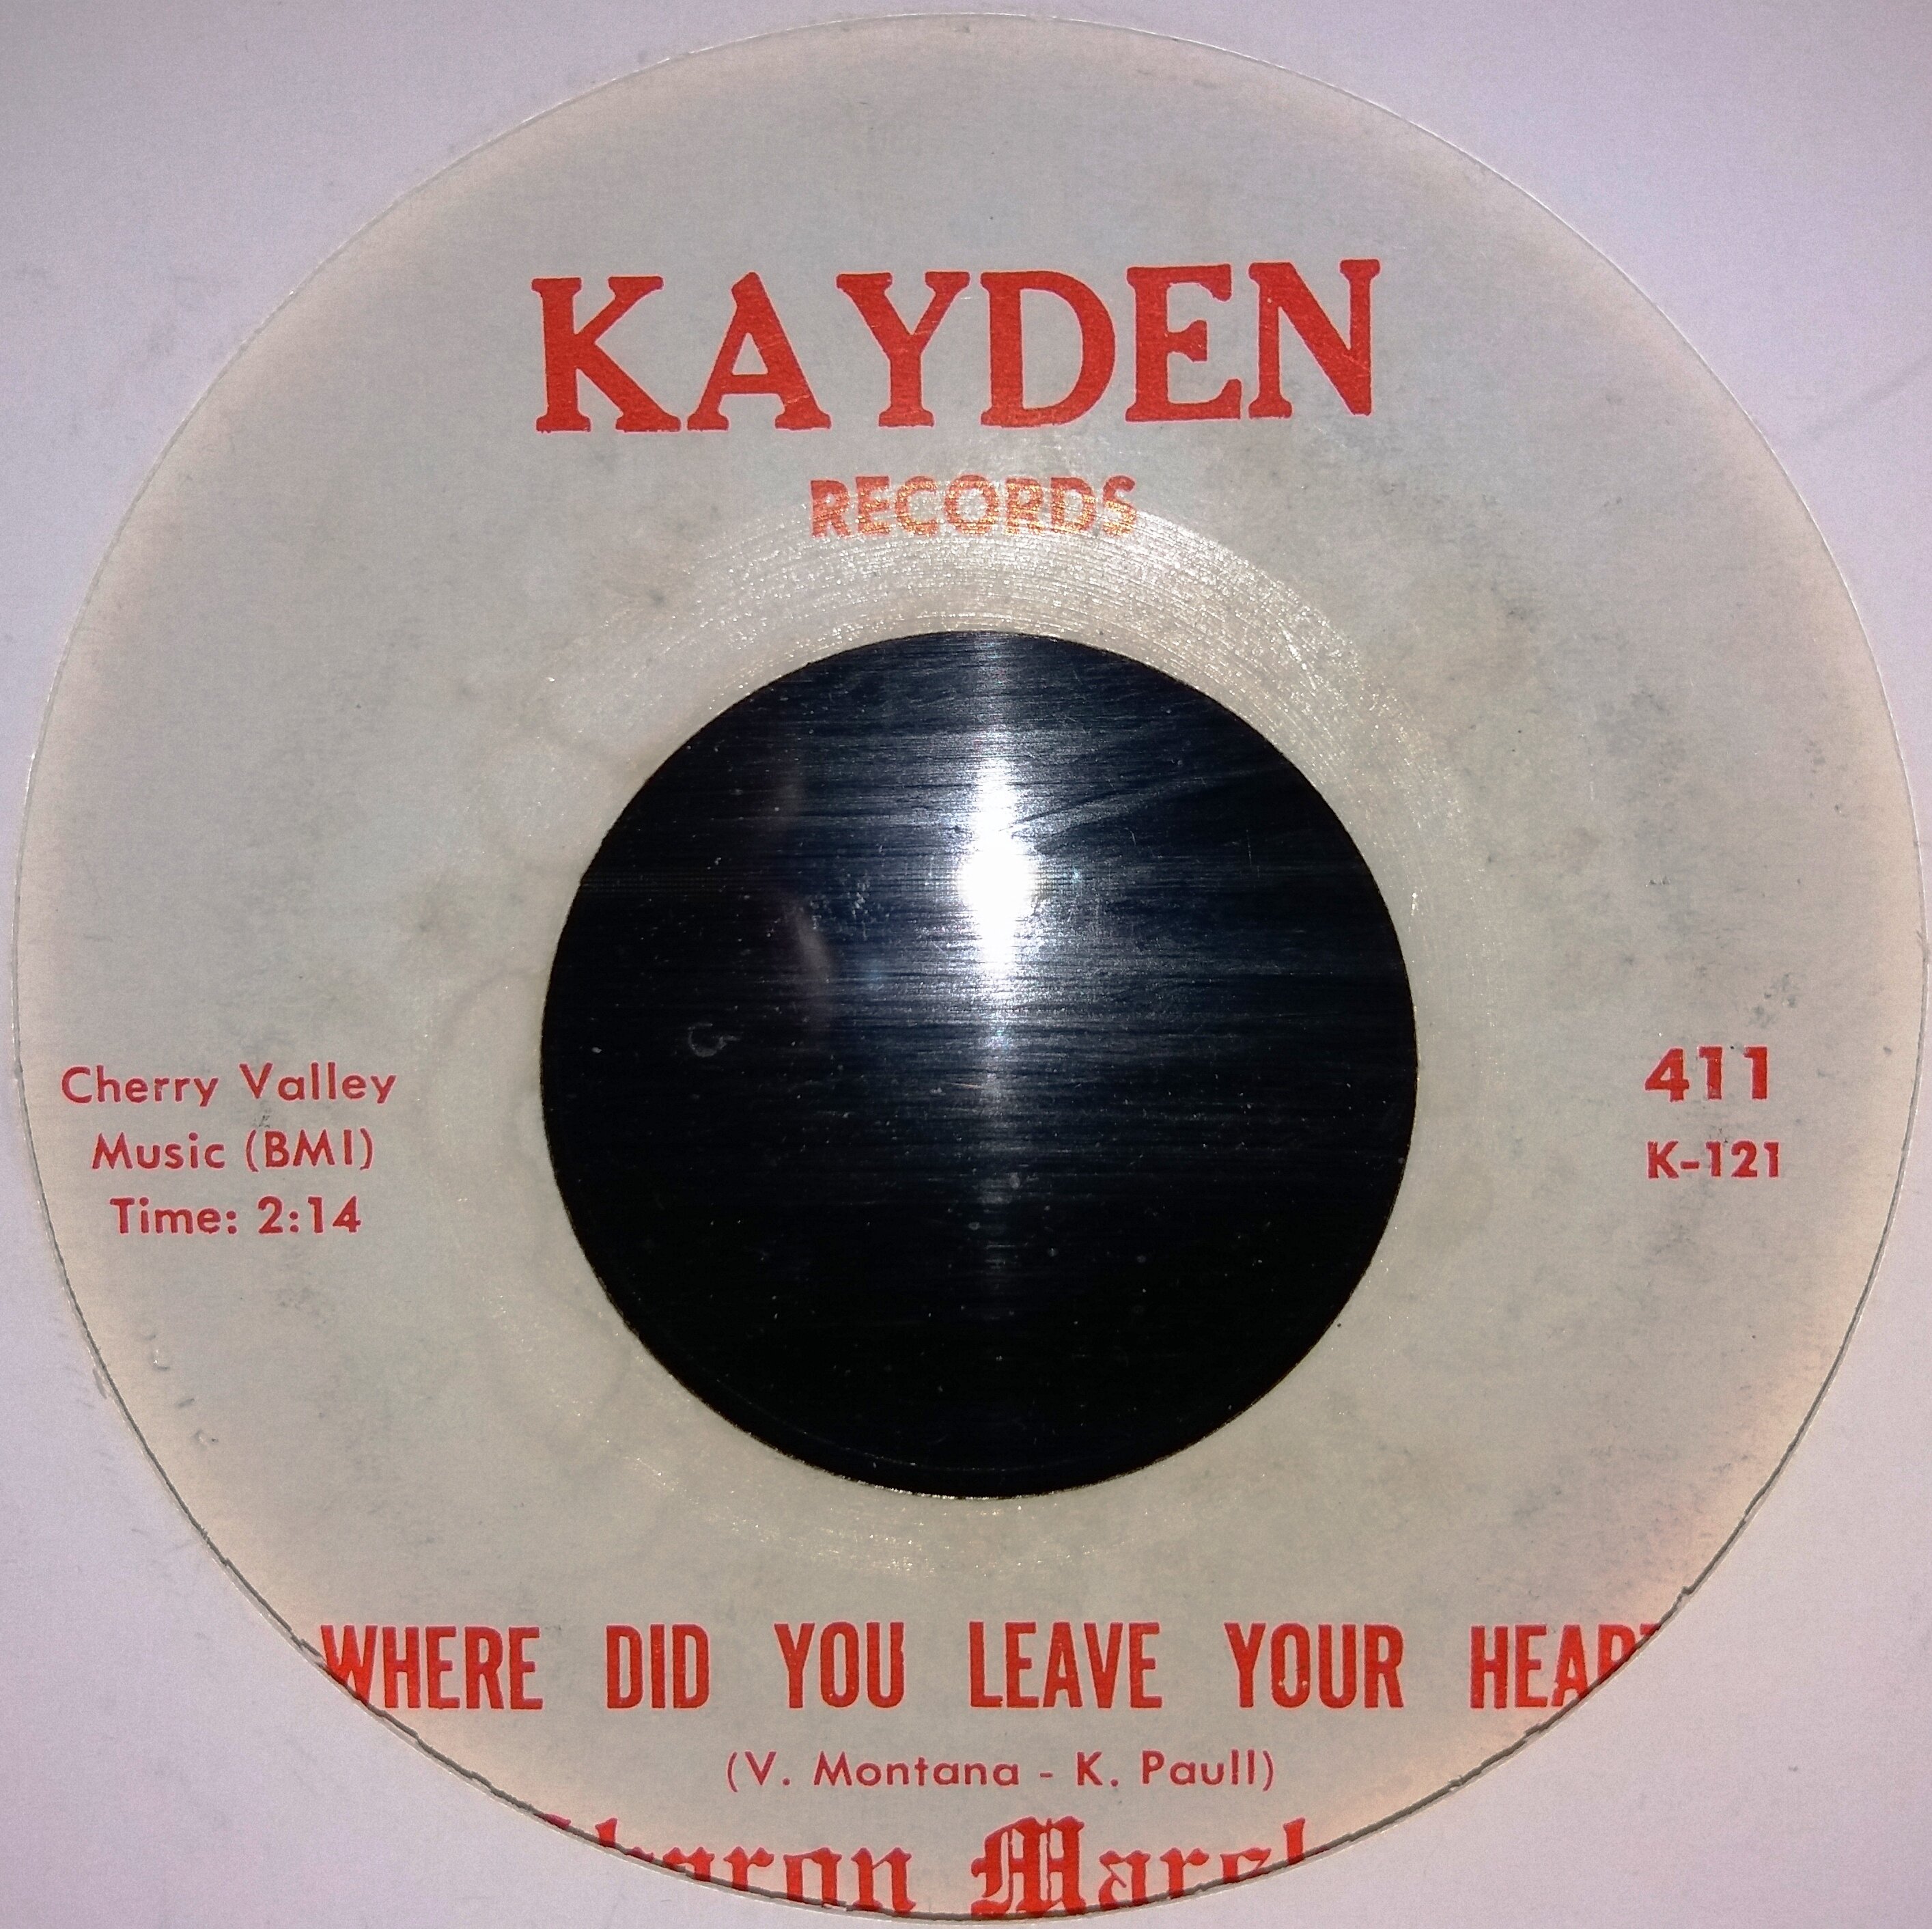 KAYDEN
RECORDS
Cherry Valley
Music (BMI)
Time: 2:14
411
K-121
WHERE DID YOU LEAVE YOUR HEART
(V. Montana - K. Paull)
Sharon